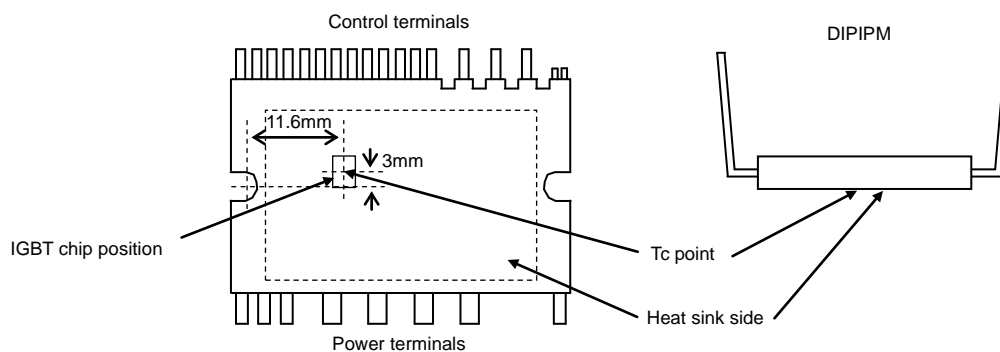 Control terminals
DIPIPM
11.6mm
3mm
IGBT chip position
Tc point
Heat sink side
Power terminals